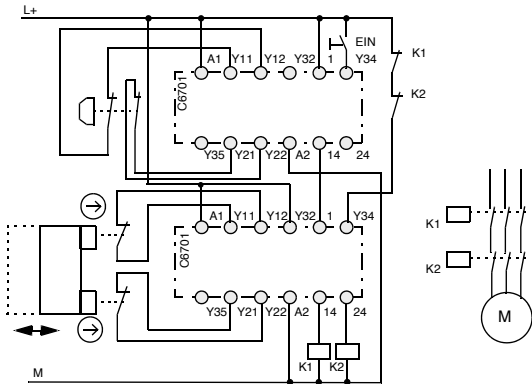 L+
EIN
A1 Y11 Y12 Y32 1 Y34
K1
C6701
K2
Y35 Y21 Y22 A2 14 24
A1 Y11 Y12 Y32 1 Y34
K1
C6701
K2
Y35 Y21 Y22 A2 14 24
M
K1 K2
M